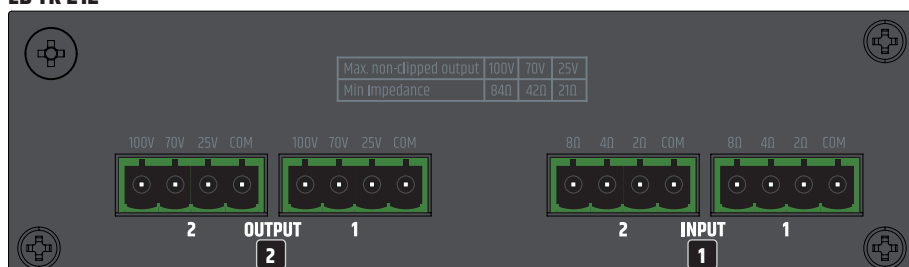 LD TR 212
Max. non-clipped output 100V 70V 25V
Min Impedance 84Ω 42Ω 21Ω
100V 70V 25V COM 100V 70V 25V COM 8Ω 4Ω 2Ω COM 8Ω 4Ω 2Ω COM
2 OUTPUT 1 2 INPUT 1
2 1